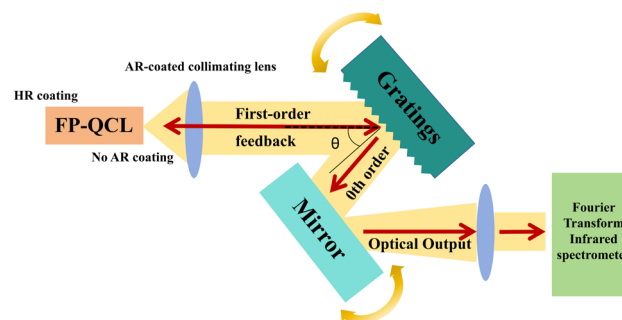 AR-coated collimating lens
HR coating
FP-QCL
No AR coating
First-order
feedback
θ
0th order
Gratings
Mirror
Optical Output
Fourier
Transform
Infrared
spectromete